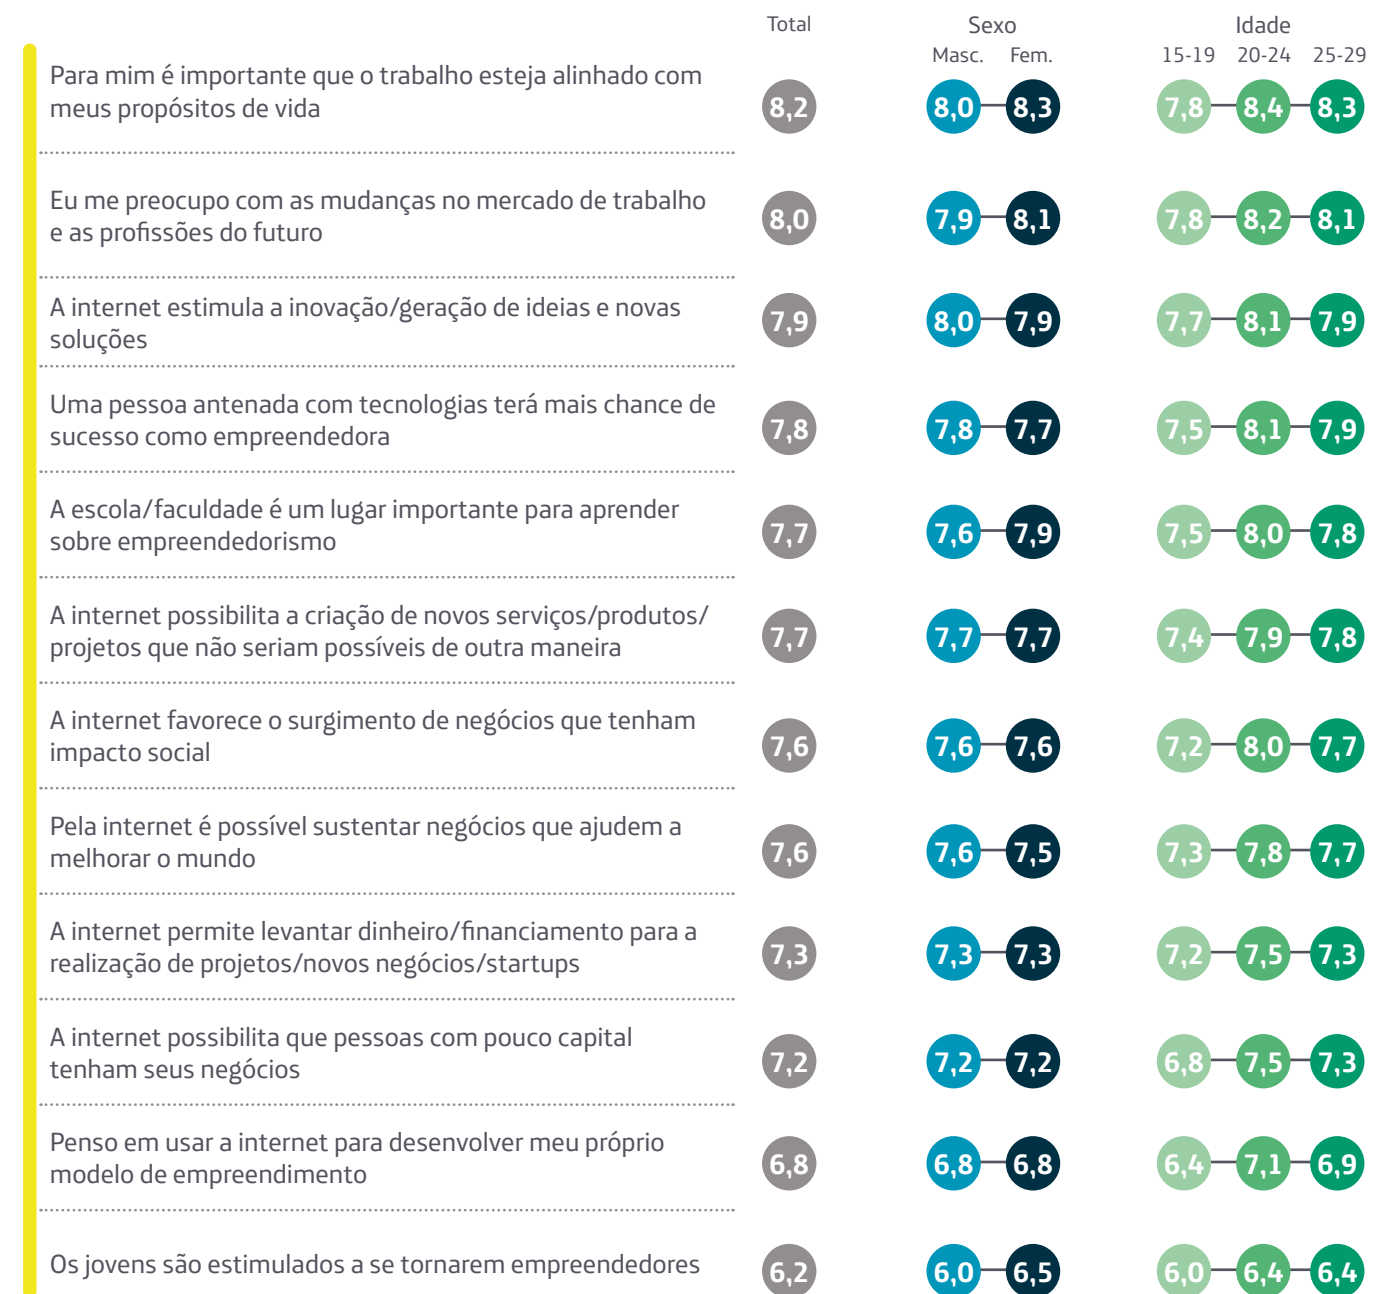 Total Sexo Idade
Masc. Fem. 15-19 20-24 25-29
Para mim é importante que o trabalho esteja alinhado com
meus propósitos de vida
8,2 8,0 8,3 7,8 8,4 8,3
Eu me preocupo com as mudanças no mercado de trabalho
e as profissões do futuro
8,0 7,9 8,1 7,8 8,2 8,1
A internet estimula a inovação/geração de ideias e novas
soluções
7,9 8,0 7,9 7,7 8,1 7,9
Uma pessoa antenada com tecnologias terá mais chance de
sucesso como empreendedora
7,8 7,8 7,7 7,5 8,1 7,9
A escola/faculdade é um lugar importante para aprender
sobre empreendedorismo
7,7 7,6 7,9 7,5 8,0 7,8
A internet possibilita a criação de novos serviços/produtos/
projetos que não seriam possíveis de outra maneira
7,7 7,7 7,7 7,4 7,9 7,8
A internet favorece o surgimento de negócios que tenham
impacto social
7,6 7,6 7,6 7,2 8,0 7,7
Pela internet é possível sustentar negócios que ajudem a
melhorar o mundo
7,6 7,6 7,5 7,3 7,8 7,7
A internet permite levantar dinheiro/financiamento para a
realização de projetos/novos negócios/startups
7,3 7,3 7,3 7,2 7,5 7,3
A internet possibilita que pessoas com pouco capital
tenham seus negócios
7,2 7,2 7,2 6,8 7,5 7,3
Penso em usar a internet para desenvolver meu próprio
modelo de empreendimento
6,8 6,8 6,8 6,4 7,1 6,9
Os jovens são estimulados a se tornarem empreendedores
6,2 6,0 6,5 6,0 6,4 6,4